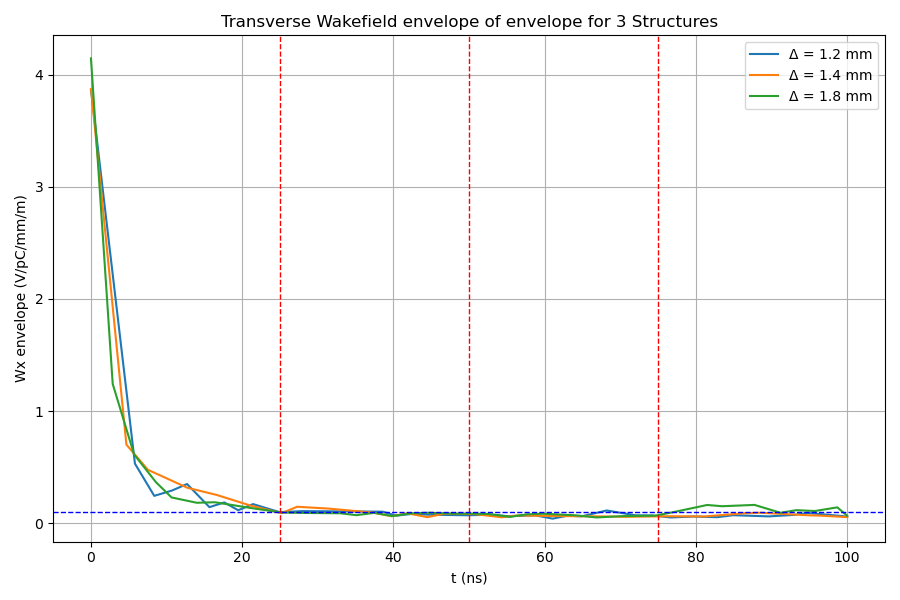 Transverse Wakefield envelope of envelope for 3 Structures
Δ = 1.2 mm
Δ = 1.4 mm
Δ = 1.8 mm
Wx envelope (V/pC/mm/m)
4
3
2
1
0
0 20 40 60 80 100
t (ns)